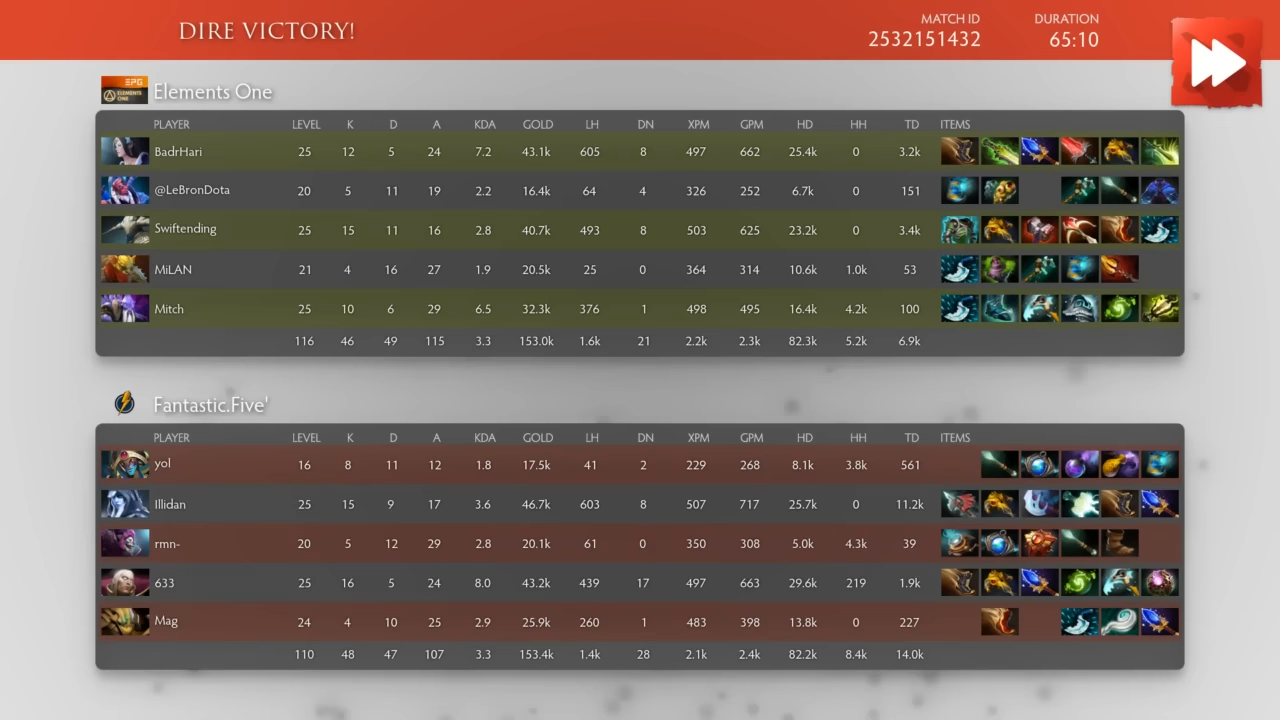 DIRE VICTORY!
MATCH ID DURATION
2532151432 65:10
EPG
ELEMENTS
ONE
Elements One
PLAYER LEVEL K D A KDA GOLD LH DN XPM GPM HD HH TD ITEMS
BadrHari 25 12 5 24 7.2 43.1k 605 8 497 662 25.4k 0 3.2k
@LeBronDota 20 5 11 19 2.2 16.4k 64 4 326 252 6.7k 0 151
Swiftending 25 15 11 16 2.8 40.7k 493 8 503 625 23.2k 0 3.4k
MiLAN 21 4 16 27 1.9 20.5k 25 0 364 314 10.6k 1.0k 53
Mitch 25 10 6 29 6.5 32.3k 376 1 498 495 16.4k 4.2k 100
116 46 49 115 3.3 153.0k 1.6k 21 2.2k 2.3k 82.3k 5.2k 6.9k
Fantastic.Five'
PLAYER LEVEL K D A KDA GOLD LH DN XPM GPM HD HH TD ITEMS
yol 16 8 11 12 1.8 17.5k 41 2 229 268 8.1k 3.8k 561
Illidan 25 15 9 17 3.6 46.7k 603 8 507 717 25.7k 0 11.2k
rmn- 20 5 12 29 2.8 20.1k 61 0 350 308 5.0k 4.3k 39
633 25 16 5 24 8.0 43.2k 439 17 497 663 29.6k 219 1.9k
Mag 24 4 10 25 2.9 25.9k 260 1 483 398 13.8k 0 227
110 48 47 107 3.3 153.4k 1.4k 28 2.1k 2.4k 82.2k 8.4k 14.0k